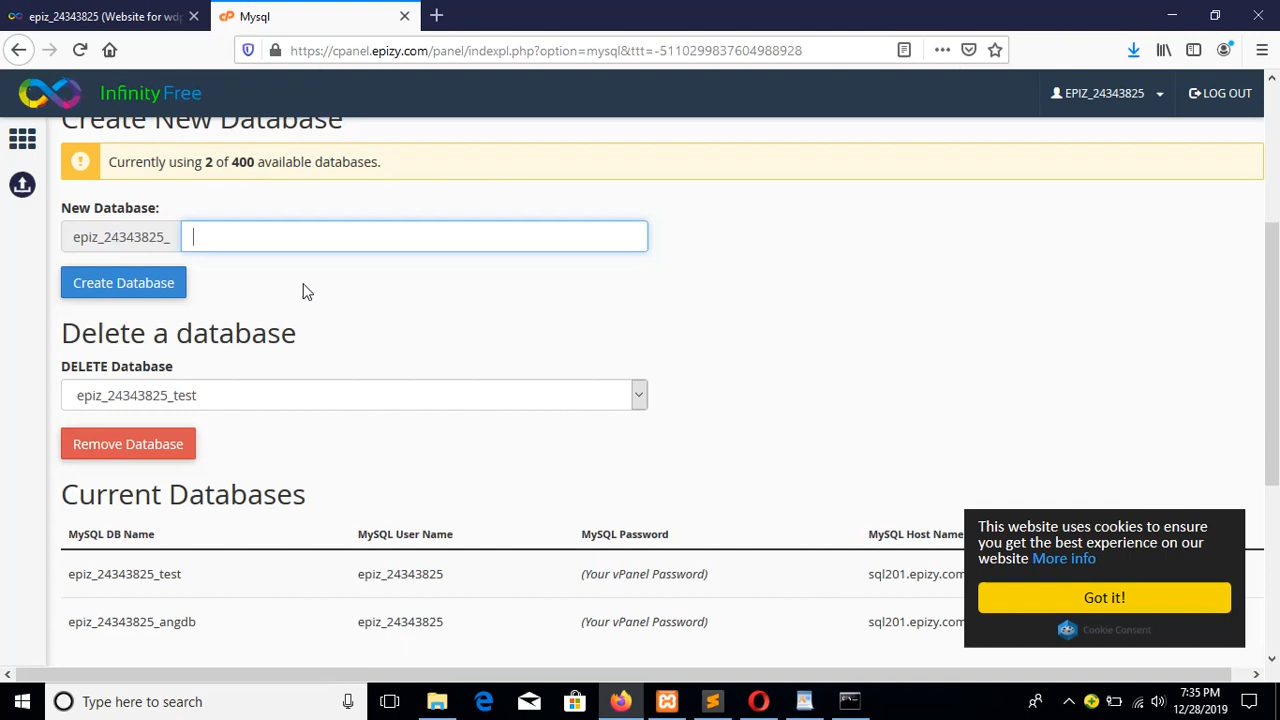 epiz_24343825 (Website for wdp
Mysql
https://cpanel.epizy.com/panel/indexpl.php?option=mysql&ttt=-5110299837604988928
InfinityFree
EPIZ_24343825
LOG OUT
Create New Database
Currently using 2 of 400 available databases.
New Database:
epiz_24343825_
Create Database
Delete a database
DELETE Database
epiz_24343825_test
Remove Database
Current Databases
MySQL DB Name MySQL User Name MySQL Password MySQL Host Name
epiz_24343825_test epiz_24343825 (Your vPanel Password) sql201.epizy.com
epiz_24343825_angdb epiz_24343825 (Your vPanel Password) sql201.epizy.com
This website uses cookies to ensure
you get the best experience on our
website More info
Got it!
Cookie Consent
Type here to search
7:35 PM
12/28/2019